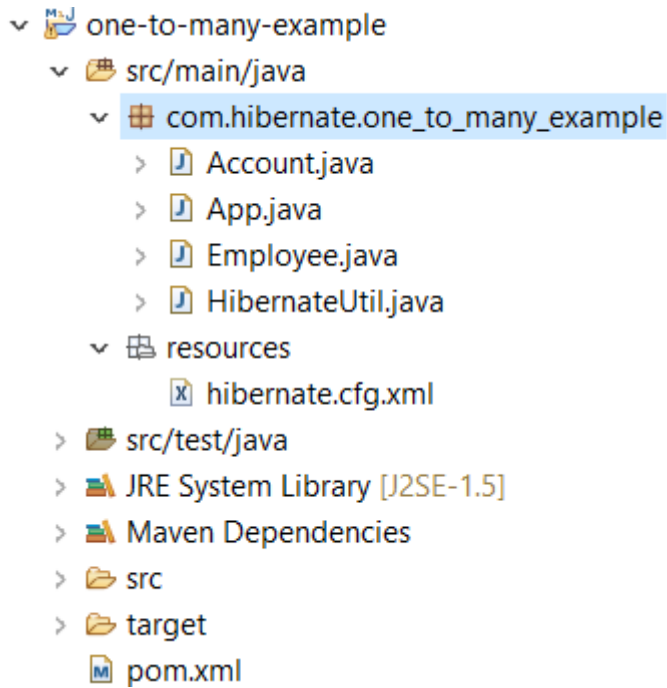 one-to-many-example
src/main/java
com.hibernate.one_to_many_example
Account.java
App.java
Employee.java
HibernateUtil.java
resources
hibernate.cfg.xml
src/test/java
JRE System Library [J2SE-1.5]
Maven Dependencies
src
target
pom.xml